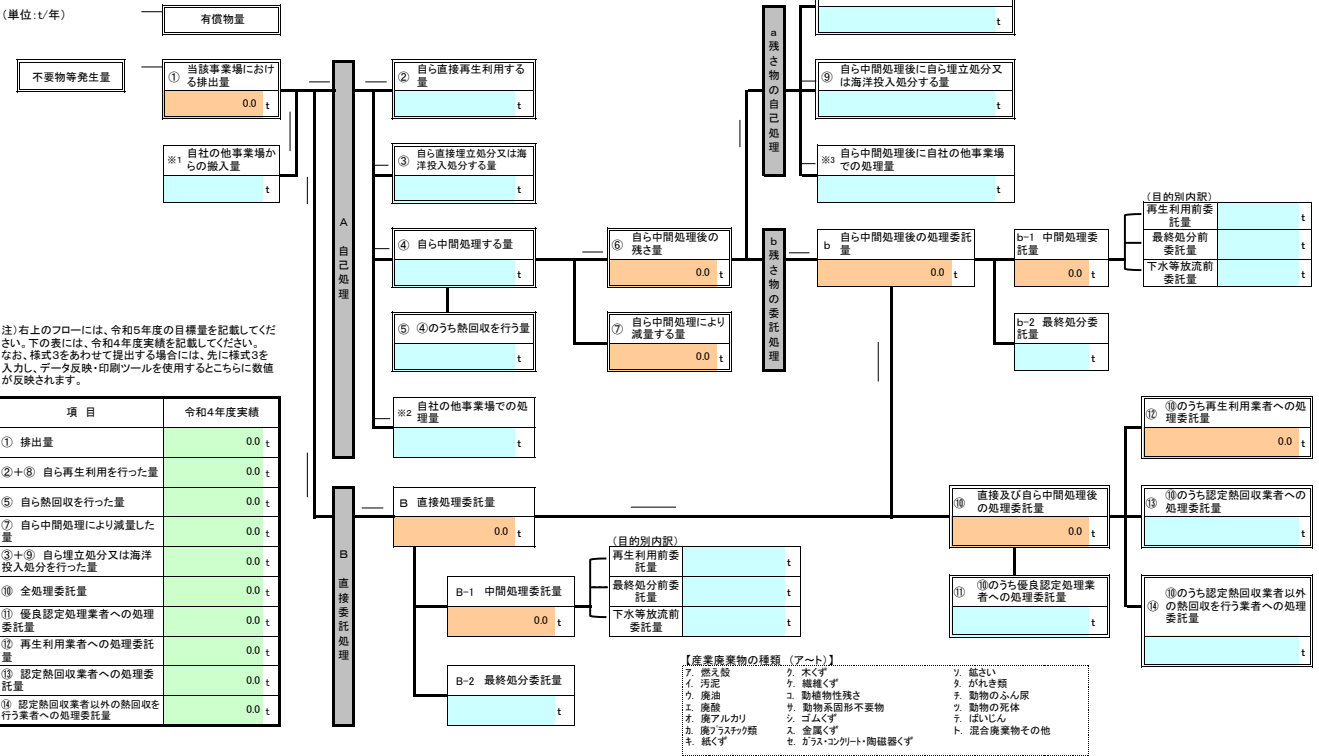 （単位：t/年）
有償物量
不要物等発生量
① 当該事業場におけ
る排出量
0.0 t
※1 自社の他事業場か
らの搬入量
t
A 自己処理
② 自ら直接再生利用する
量
t
③ 自ら直接埋立処分又は海
洋投入処分する量
t
④ 自ら中間処理する量
t
⑤ ④のうち熱回収を行う量
t
※2 自社の他事業場での処
理量
t
⑥ 自ら中間処理後の
残さ量
0.0 t
⑦ 自ら中間処理により
減量する量
0.0 t
a 残さ物の自己処理
t
⑨ 自ら中間処理後に自ら埋立処分又
は海洋投入処分する量
t
※3 自ら中間処理後に自社の他事業場
での処理量
t
b 残さ物の委託処理
b 自ら中間処理後の処理委託
量
0.0 t
b-1 中間処理委
託量
0.0 t
b-2 最終処分委
託量
t
（目的別内訳）
再生利用前委
託量
t
最終処分前
委託量
t
下水等放流前
委託量
t
注）右上のフローには、令和5年度の目標量を記載してくだ
さい。下の表には、令和4年度実績を記載してください。
なお、様式3をあわせて提出する場合には、先に様式3を
入力し、データ反映・印刷ツールを使用するとこちらに数値
が反映されます。
項 目 令和4年度実績
① 排出量 0.0 t
②＋⑧ 自ら再生利用を行った量 0.0 t
⑤ 自ら熱回収を行った量 0.0 t
⑦ 自ら中間処理により減量した
量 0.0 t
③＋⑨ 自ら埋立処分又は海洋
投入処分を行った量 0.0 t
⑩ 全処理委託量 0.0 t
⑪ 優良認定処理業者への処理
委託量 0.0 t
⑫ 再生利用業者への処理委託
量 0.0 t
⑬ 認定熱回収業者への処理委
託量 0.0 t
⑭ 認定熱回収業者以外の熱回収を
行う業者への処理委託量 0.0 t
B 直接委託処理
B 直接処理委託量
0.0 t
B-1 中間処理委託量
0.0 t
B-2 最終処分委託量
t
（目的別内訳）
再生利用前委
託量
t
最終処分前委
託量
t
下水等放流前
委託量
t
⑩ 直接及び自ら中間処理後
の処理委託量
0.0 t
⑪ ⑩のうち優良認定処理業
者への処理委託量
t
⑫ ⑩のうち再生利用業者への処
理委託量
0.0 t
⑬ ⑩のうち認定熱回収業者への
処理委託量
t
⑭ ⑩のうち認定熱回収業者以外
の熱回収を行う業者への処理
委託量
t
【産業廃棄物の種類 （ア～ト）】
ア. 燃え殻
イ. 汚泥
ウ. 廃油
エ. 廃酸
オ. 廃アルカリ
カ. 廃プラスチック類
キ. 紙くず
ク. 木くず
ケ. 繊維くず
コ. 動植物性残さ
サ. 動物系固形不要物
シ. ゴムくず
ス. 金属くず
セ. ガラス・コンクリート・陶磁器くず
ソ. 鉱さい
タ. がれき類
チ. 動物のふん尿
ツ. 動物の死体
テ. ばいじん
ト. 混合廃棄物その他